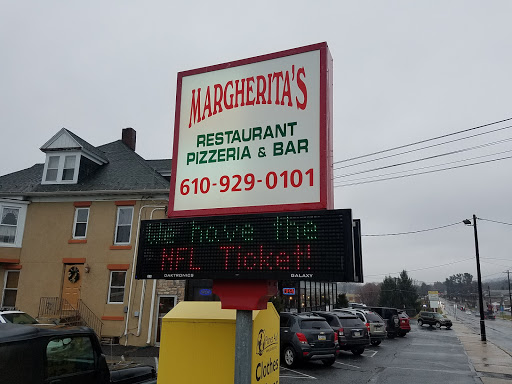 MARGHERITA'S
RESTAURANT
PIZZERIA & BAR
610-929-0101
We have the
NFL Ticket!
DAKTRONICS GALAXY
Clothes